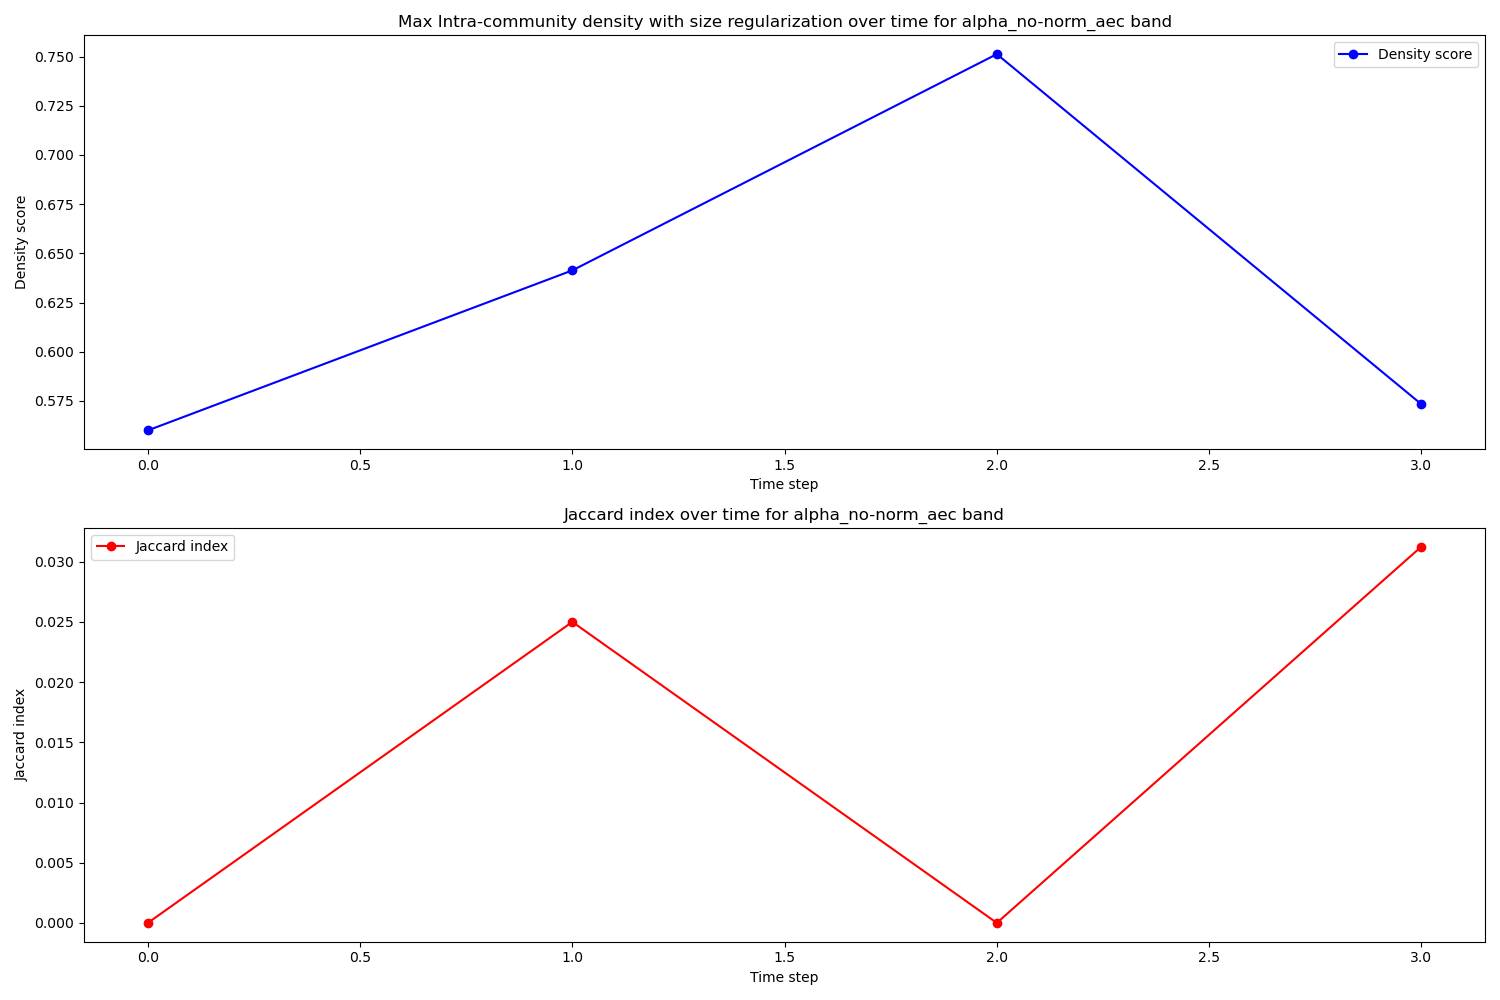 Max Intra-community density with size regularization over time for alpha_no-norm_aec band
Density score
0.750
0.725
0.700
0.675
0.650
0.625
0.600
0.575
Density score
0.0 0.5 1.0 1.5 2.0 2.5 3.0
Time step
Jaccard index over time for alpha_no-norm_aec band
Jaccard index
0.030
0.025
0.020
0.015
0.010
0.005
0.000
Jaccard index
0.0 0.5 1.0 1.5 2.0 2.5 3.0
Time step